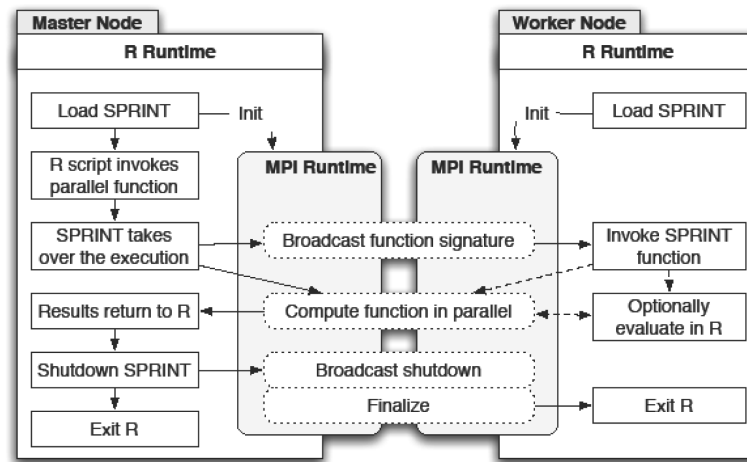 Master Node
Worker Node
R Runtime
R Runtime
Load SPRINT
Init
Init
Load SPRINT
R script invokes
parallel function
MPI Runtime
MPI Runtime
SPRINT takes
over the execution
Broadcast function signature
Invoke SPRINT
function
Results return to R
Compute function in parallel
Optionally
evaluate in R
Shutdown SPRINT
Broadcast shutdown
Exit R
Finalize
Exit R